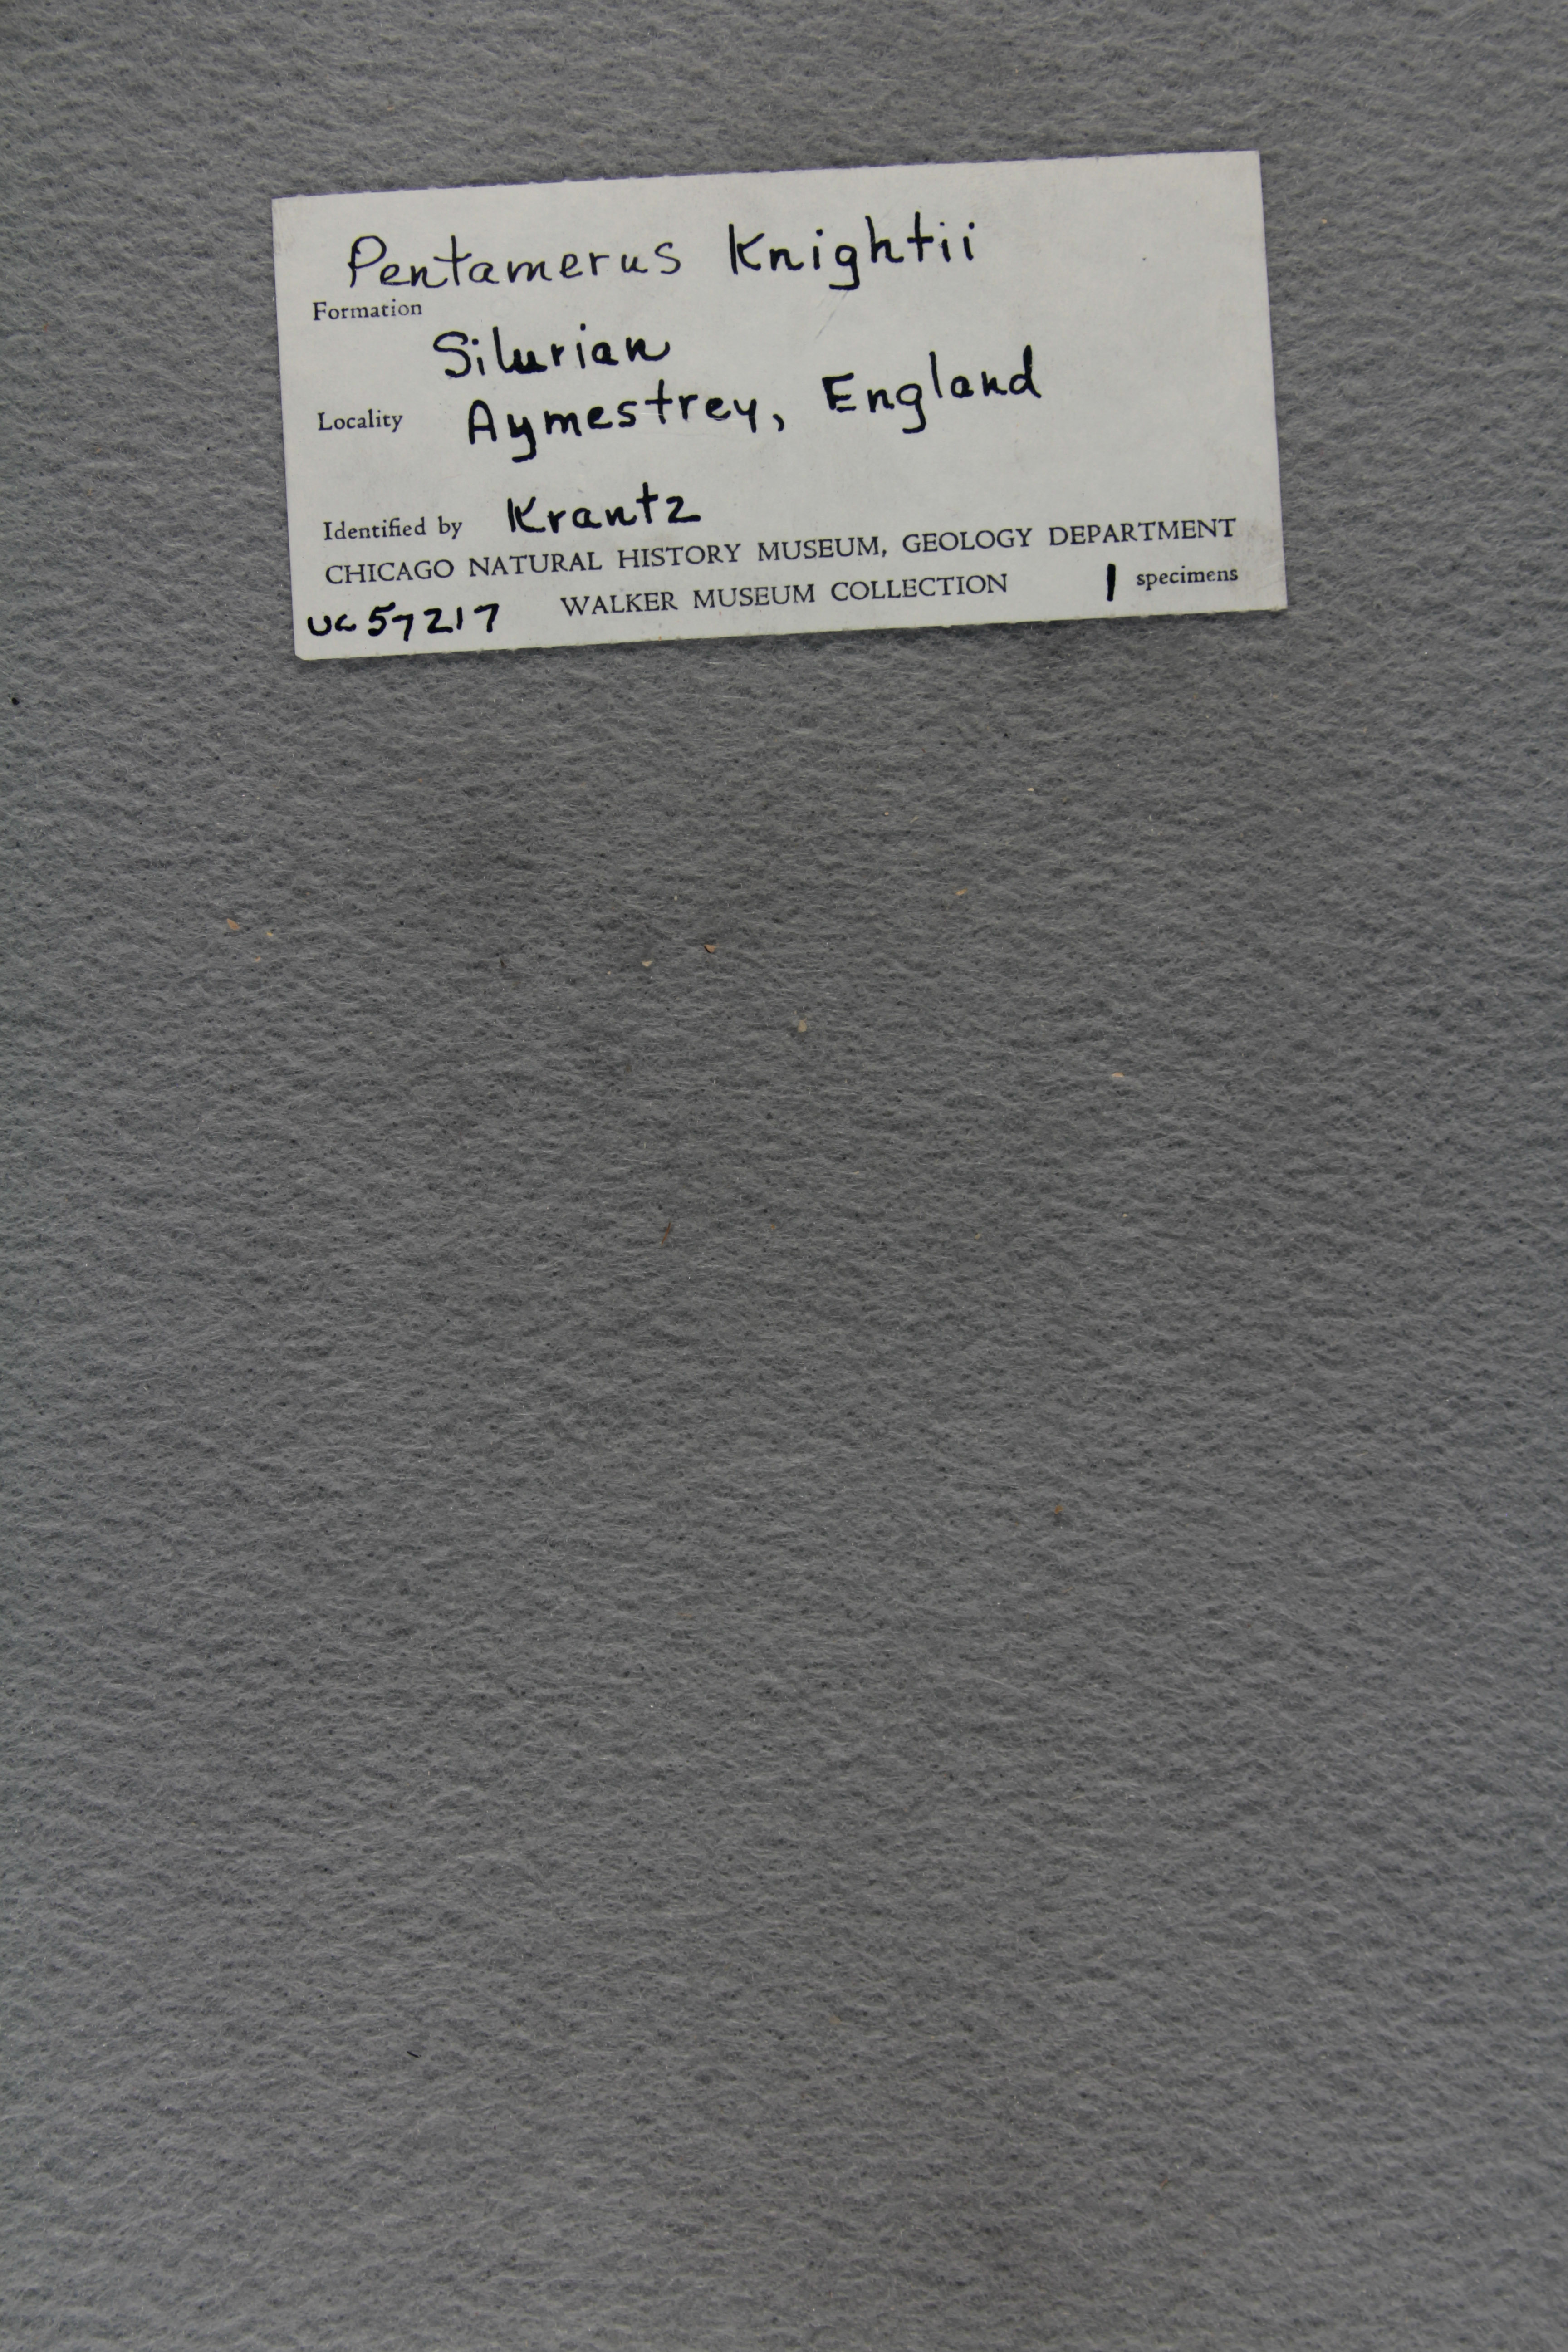 Pentamerus Knightii
Formation
Silurian
Locality Aymestrey, England
Identified by Krantz
CHICAGO NATURAL HISTORY MUSEUM, GEOLOGY DEPARTMENT
UC 57217 WALKER MUSEUM COLLECTION 1 specimens